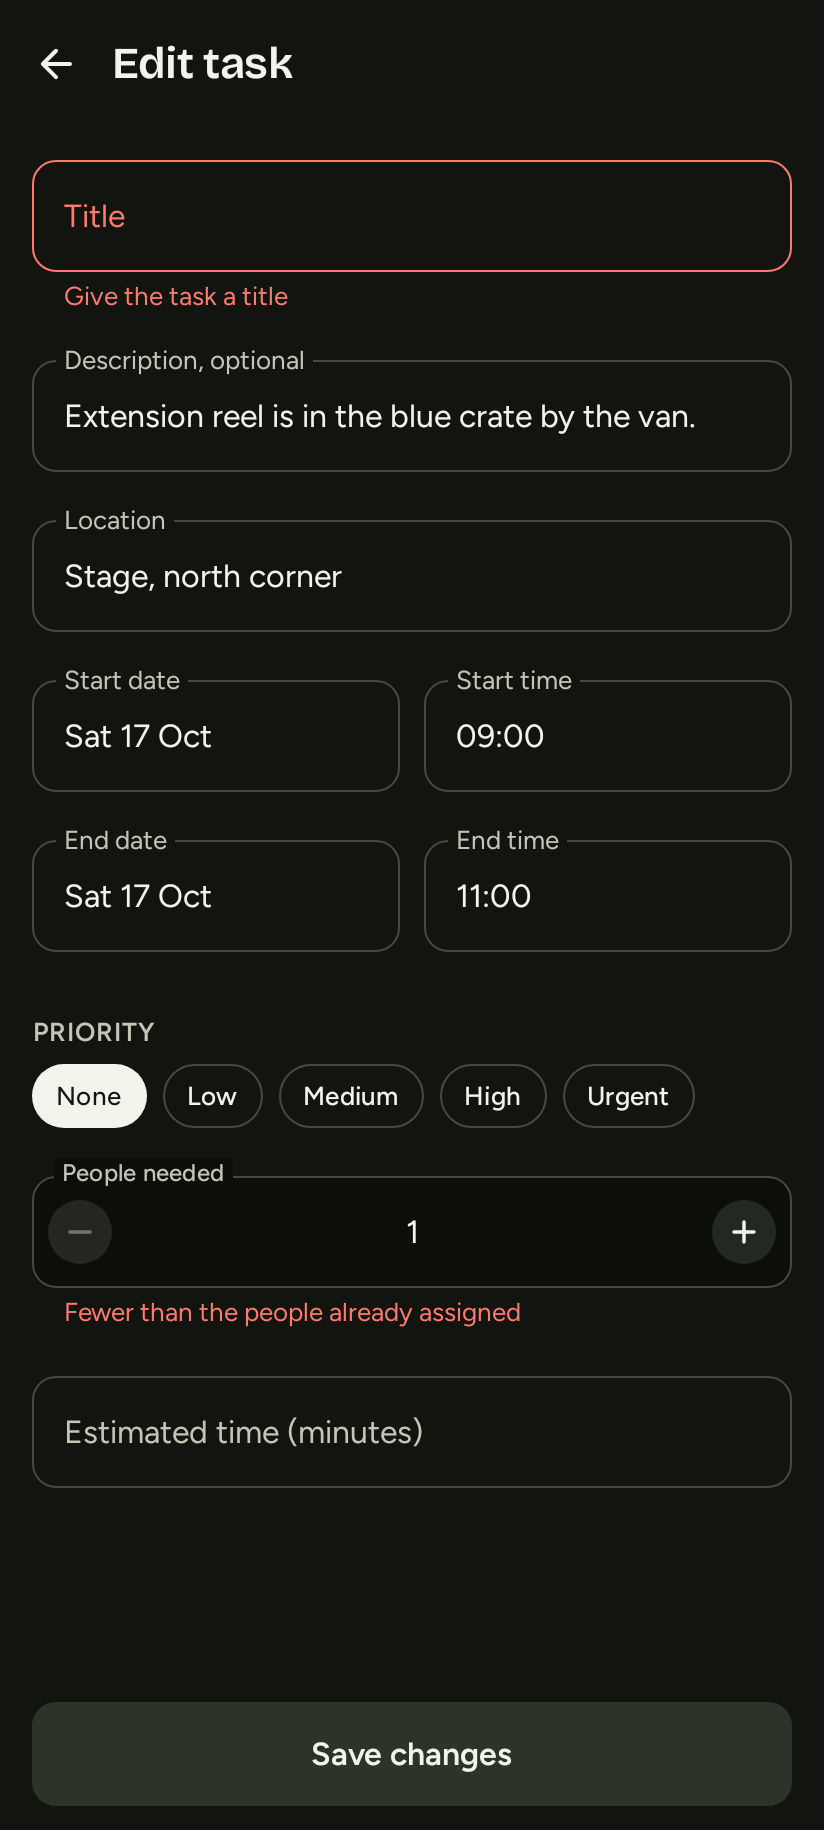 Edit task
Title
Give the task a title
Description, optional
Extension reel is in the blue crate by the van.
Location
Stage, north corner
Start date
Start time
Sat 17 Oct
09:00
End date
End time
Sat 17 Oct
11:00
PRIORITY
None
Low
Medium
High
Urgent
People needed
1
Fewer than the people already assigned
Estimated time (minutes)
Save changes